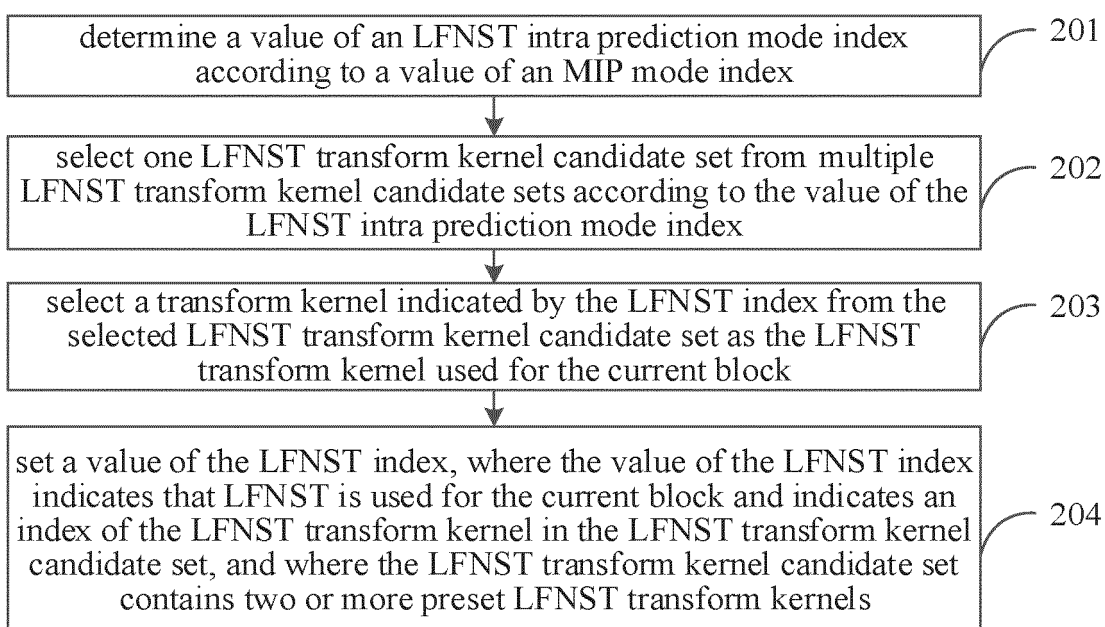 determine a value of an LFNST intra prediction mode index
according to a value of an MIP mode index
201
select one LFNST transform kernel candidate set from multiple
LFNST transform kernel candidate sets according to the value of the
LFNST intra prediction mode index
202
select a transform kernel indicated by the LFNST index from the
selected LFNST transform kernel candidate set as the LFNST
transform kernel used for the current block
203
set a value of the LFNST index, where the value of the LFNST index
indicates that LFNST is used for the current block and indicates an
index of the LFNST transform kernel in the LFNST transform kernel
candidate set, and where the LFNST transform kernel candidate set
contains two or more preset LFNST transform kernels
204